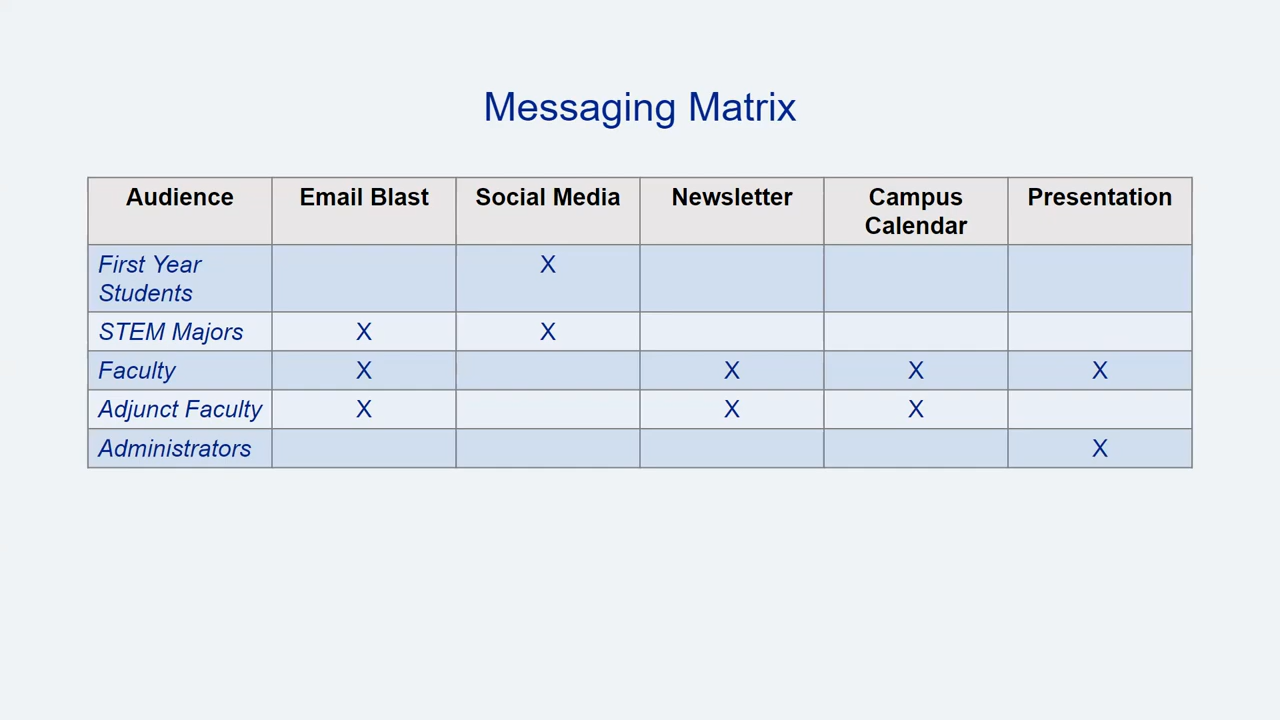 Messaging Matrix
Audience Email Blast Social Media Newsletter Campus Calendar Presentation
First Year Students X
STEM Majors X X
Faculty X X X X
Adjunct Faculty X X X
Administrators X